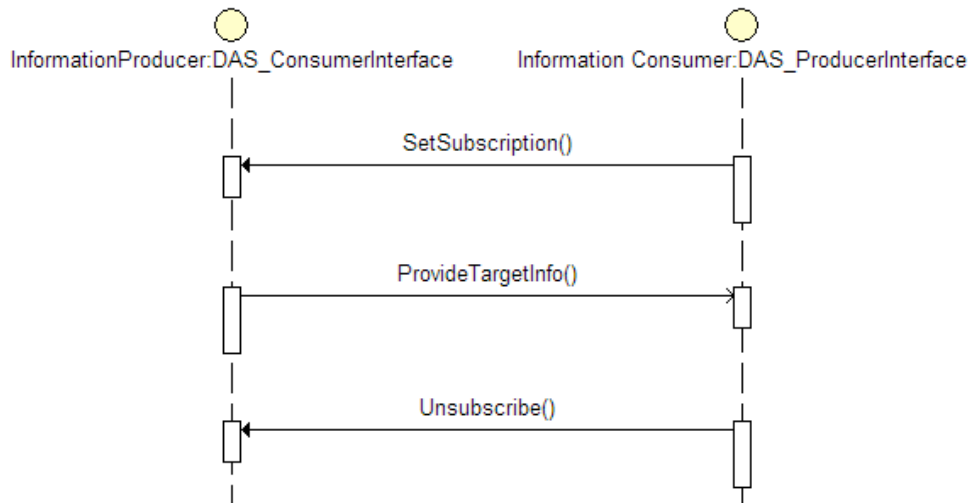 InformationProducer:DAS_ConsumerInterface
Information Consumer:DAS_ProducerInterface
SetSubscription()
ProvideTargetInfo()
Unsubscribe()